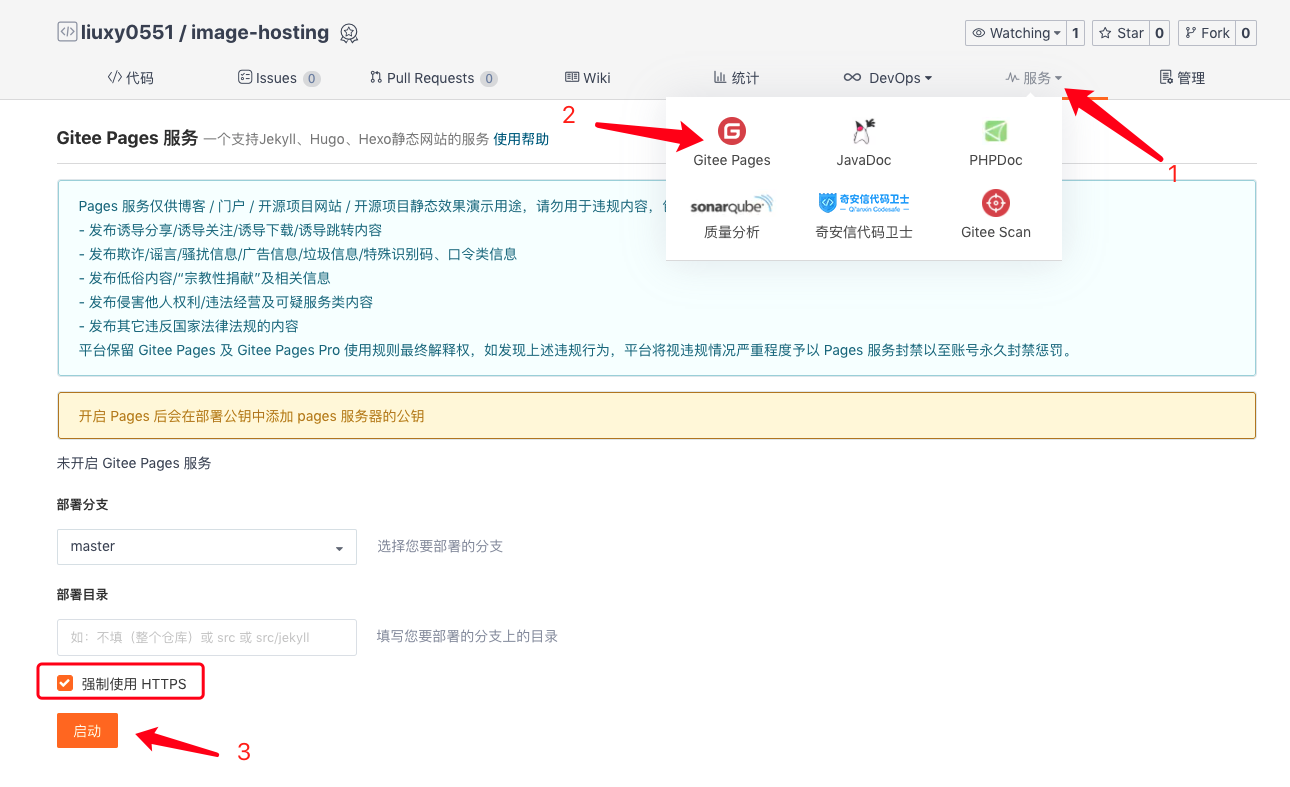 liuxy0551 / image-hosting
Watching 1 Star 0 Fork 0
代码 Issues 0 Pull Requests 0 Wiki 统计 DevOps 服务 管理
2
1
Gitee Pages 服务 一个支持Jekyll、Hugo、Hexo静态网站的服务 使用帮助
Gitee Pages JavaDoc PHPDoc
sonarqube 奇安信代码卫士
Qi'anxin Codesafe
质量分析 奇安信代码卫士 Gitee Scan
Pages 服务仅供博客 / 门户 / 开源项目网站 / 开源项目静态效果演示用途，请勿用于违规内容，
- 发布诱导分享/诱导关注/诱导下载/诱导跳转内容
- 发布欺诈/谣言/骚扰信息/广告信息/垃圾信息/特殊识别码、口令类信息
- 发布低俗内容/“宗教性捐献”及相关信息
- 发布侵害他人权利/违法经营及可疑服务类内容
- 发布其它违反国家法律法规的内容
平台保留 Gitee Pages 及 Gitee Pages Pro 使用规则最终解释权，如发现上述违规行为，平台将视违规情况严重程度予以 Pages 服务封禁以至账号永久封禁惩罚。
开启 Pages 后会在部署公钥中添加 pages 服务器的公钥
未开启 Gitee Pages 服务
部署分支
master 选择您要部署的分支
部署目录
如：不填（整个仓库）或 src 或 src/jekyll 填写您要部署的分支上的目录
强制使用 HTTPS
启动
3